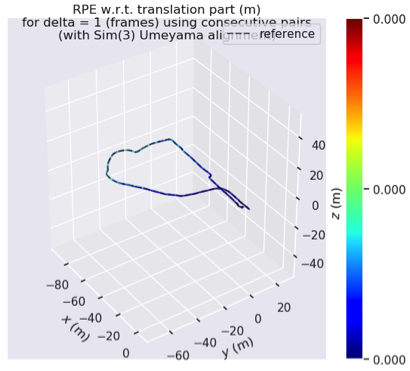 RPE w.r.t. translation part (m)
for delta = 1 (frames) using consecutive pairs
(with Sim(3) Umeyama
reference
0.000
0.000
0.000
40
20
0
−20
−40
z (m)
−80
−60
−40
−20
0
x (m)
−60
−40
−20
0
20
y (m)